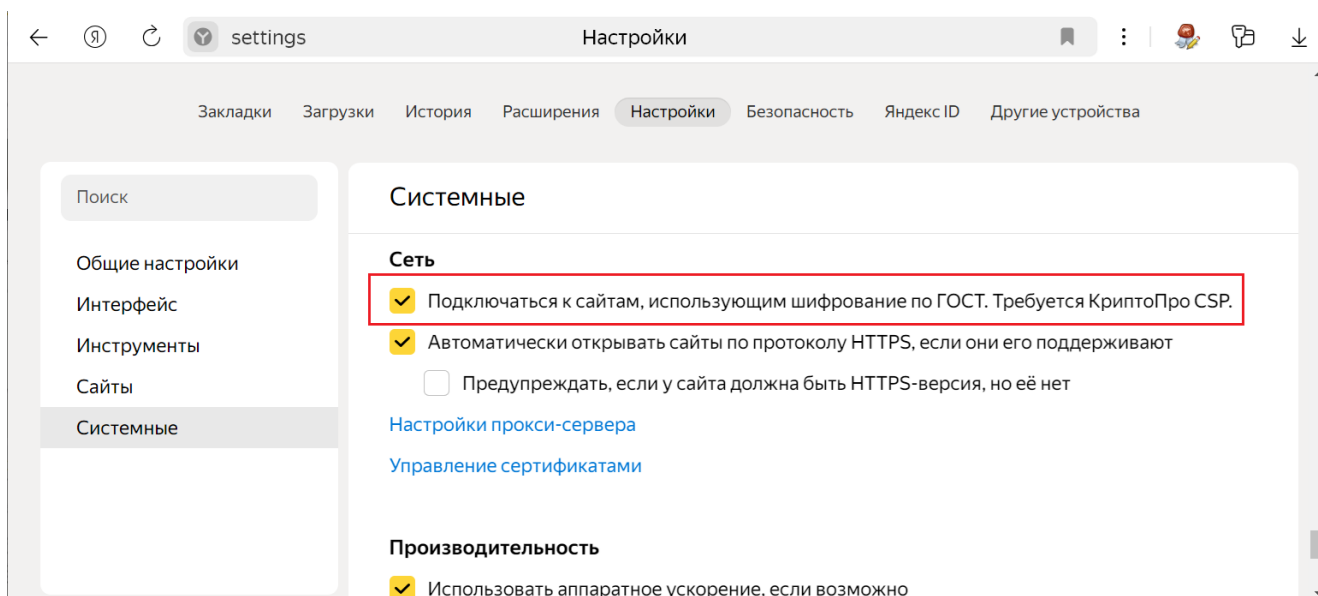 settings
Настройки
Закладки Загрузки История Расширения Настройки Безопасность Яндекс ID Другие устройства
Поиск
Общие настройки
Интерфейс
Инструменты
Сайты
Системные
Системные
Сеть
Подключаться к сайтам, использующим шифрование по ГОСТ. Требуется КриптоПро CSP.
Автоматически открывать сайты по протоколу HTTPS, если они его поддерживают
Предупреждать, если у сайта должна быть HTTPS-версия, но её нет
Настройки прокси-сервера
Управление сертификатами
Производительность
Использовать аппаратное ускорение, если возможно